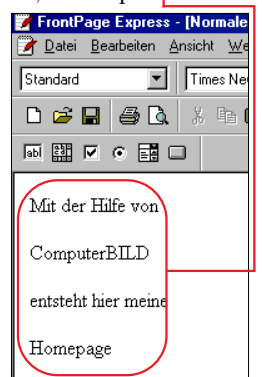 FrontPage Express - [Normale
Datei Bearbeiten Ansicht We
Standard Times Ne
abl
Mit der Hilfe von
ComputerBILD
entsteht hier meine
Homepage